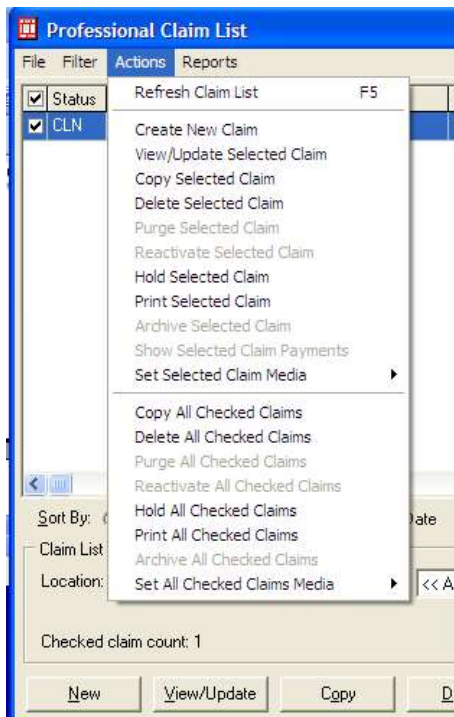 Professional Claim List
File Filter Actions Reports
Status
Refresh Claim List F5
CLN
Create New Claim
View/Update Selected Claim
Copy Selected Claim
Delete Selected Claim
Purge Selected Claim
Reactivate Selected Claim
Hold Selected Claim
Print Selected Claim
Archive Selected Claim
Show Selected Claim Payments
Set Selected Claim Media
Copy All Checked Claims
Delete All Checked Claims
Purge All Checked Claims
Reactivate All Checked Claims
Hold All Checked Claims
Sort By: Date
Print All Checked Claims
Claim List
Archive All Checked Claims
Location: Set All Checked Claims Media << A
Checked claim count: 1
New View/Update Copy D